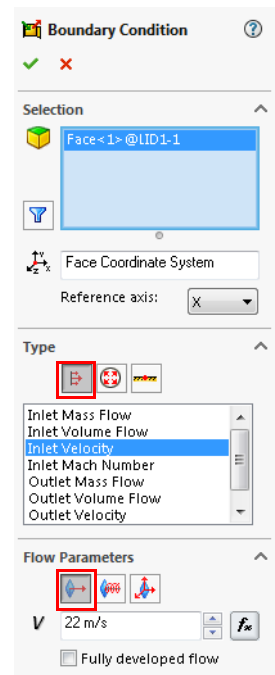 Boundary Condition
Selection
Face<1>@LID1-1
Face Coordinate System
Reference axis: X
Type
Inlet Mass Flow
Inlet Volume Flow
Inlet Velocity
Inlet Mach Number
Outlet Mass Flow
Outlet Volume Flow
Outlet Velocity
Flow Parameters
V 22 m/s fx
Fully developed flow